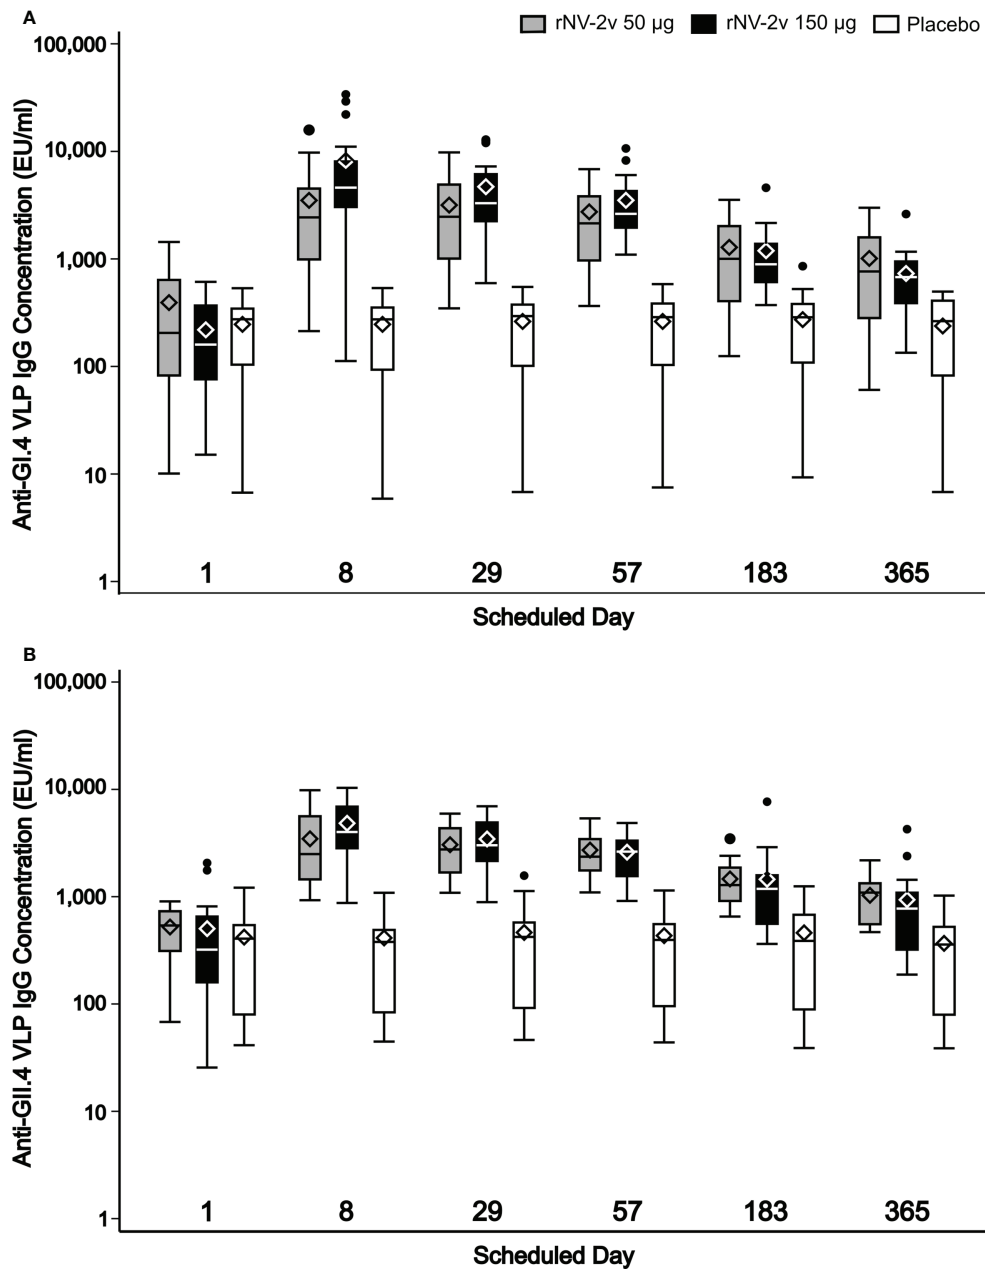 A
rNV-2v 50 µg rNV-2v 150 µg Placebo
Anti-GI.4 VLP IgG Concentration (EU/ml)
100,000
10,000
1,000
100
10
1
1 8 29 57 183 365
Scheduled Day
B
Anti-GII.4 VLP IgG Concentration (EU/ml)
100,000
10,000
1,000
100
10
1
1 8 29 57 183 365
Scheduled Day